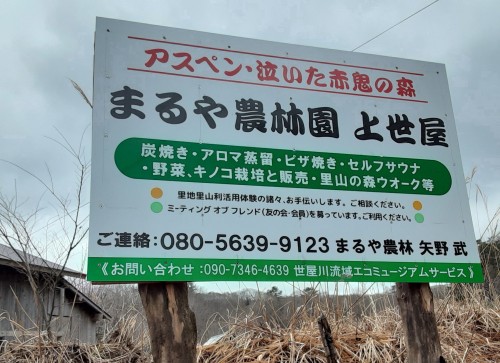 アスペン・泣いた赤鬼の森
まるや農林園 上世屋
炭焼き・アロマ蒸留・ピザ焼き・セルフサウナ
・野菜、キノコ栽培と販売・里山の森ウオーク等
里地里山利活用体験の諸々、お手伝いします。ご相談ください。
ミーティング オブ フレンド(友の会・会員)を募っています。ご利用ください。
ご連絡：080-5639-9123 まるや農林 矢野 武
《お問い合わせ：090-7346-4639 世屋川流域エコミュージアムサービス》